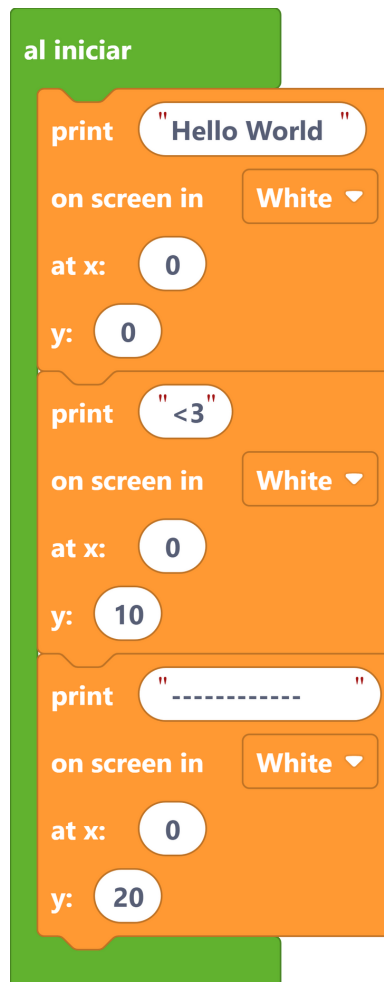 al iniciar
print "Hello World "
on screen in White
at x: 0
y: 0
print "<3"
on screen in White
at x: 0
y: 10
print "------------ "
on screen in White
at x: 0
y: 20